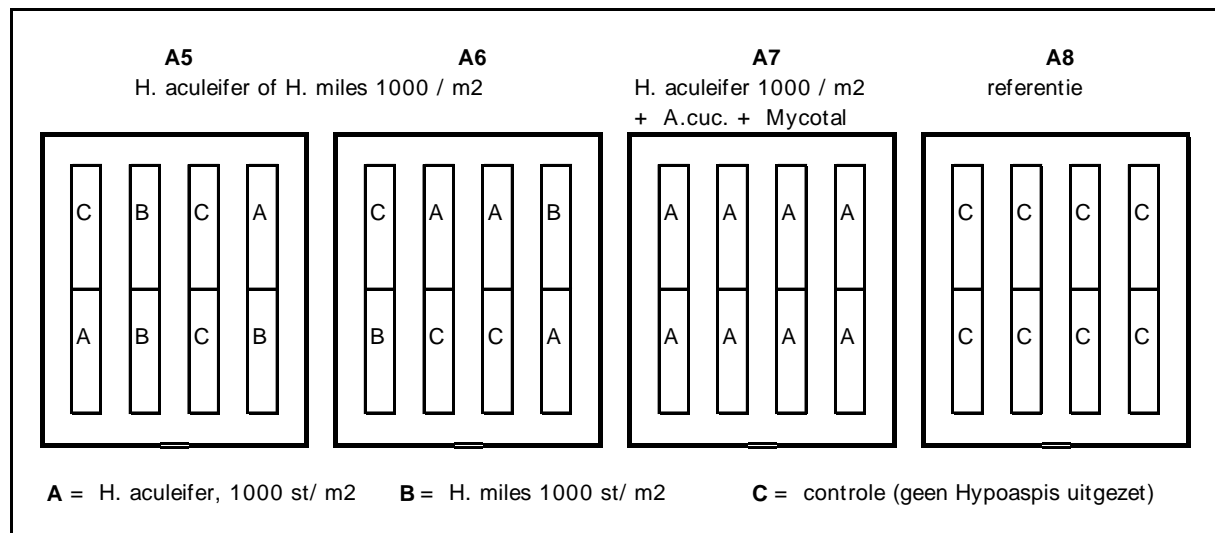 A5 A6 A7 A8
H. aculeifer of H. miles 1000 / m2 H. aculeifer 1000 / m2 referentie
+ A.cuc. + Mycotal
C B C A C A A B A A A A C C C C
A B C B B C C A A A A A C C C C
A = H. aculeifer, 1000 st/ m2 B = H. miles 1000 st/ m2 C = controle (geen Hypoaspis uitgezet)